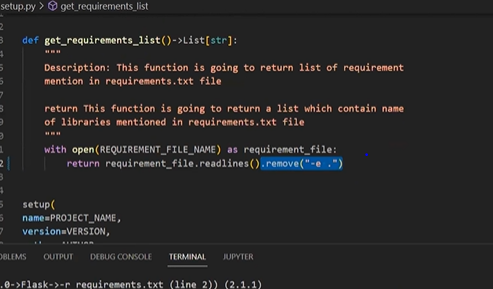 setup.py > get_requirements_list
def get_requirements_list()->List[str]:
"""
Description: This function is going to return list of requirement
mention in requirements.txt file
return This function is going to return a list which contain name
of libraries mentioned in requirements.txt file
"""
with open(REQUIREMENT_FILE_NAME) as requirement_file:
return requirement_file.readlines().remove("-e .")
setup(
name=PROJECT_NAME,
version=VERSION,
OUTPUT DEBUG CONSOLE TERMINAL JUPYTER
.0->Flask->-r requirements.txt (line 2)) (2.1.1)